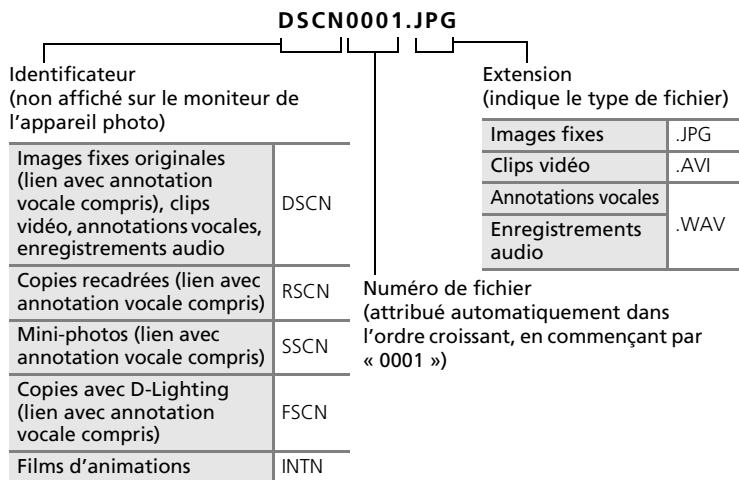 DSCN0001.JPG
Identificateur
(non affiché sur le moniteur de
l'appareil photo)
Images fixes originales
(lien avec annotation
vocale compris), clips
vidéo, annotations vocales,
enregistrements audio
DSCN
Copies recadrées (lien avec
annotation vocale compris)
RSCN
Mini-photos (lien avec
annotation vocale compris)
SSCN
Copies avec D-Lighting
(lien avec annotation
vocale compris)
FSCN
Films d'animations
INTN
Extension
(indique le type de fichier)
Images fixes
.JPG
Clips vidéo
.AVI
Annotations vocales
Enregistrements
audio
.WAV
Numéro de fichier
(attribué automatiquement dans
l'ordre croissant, en commençant par
« 0001 »)